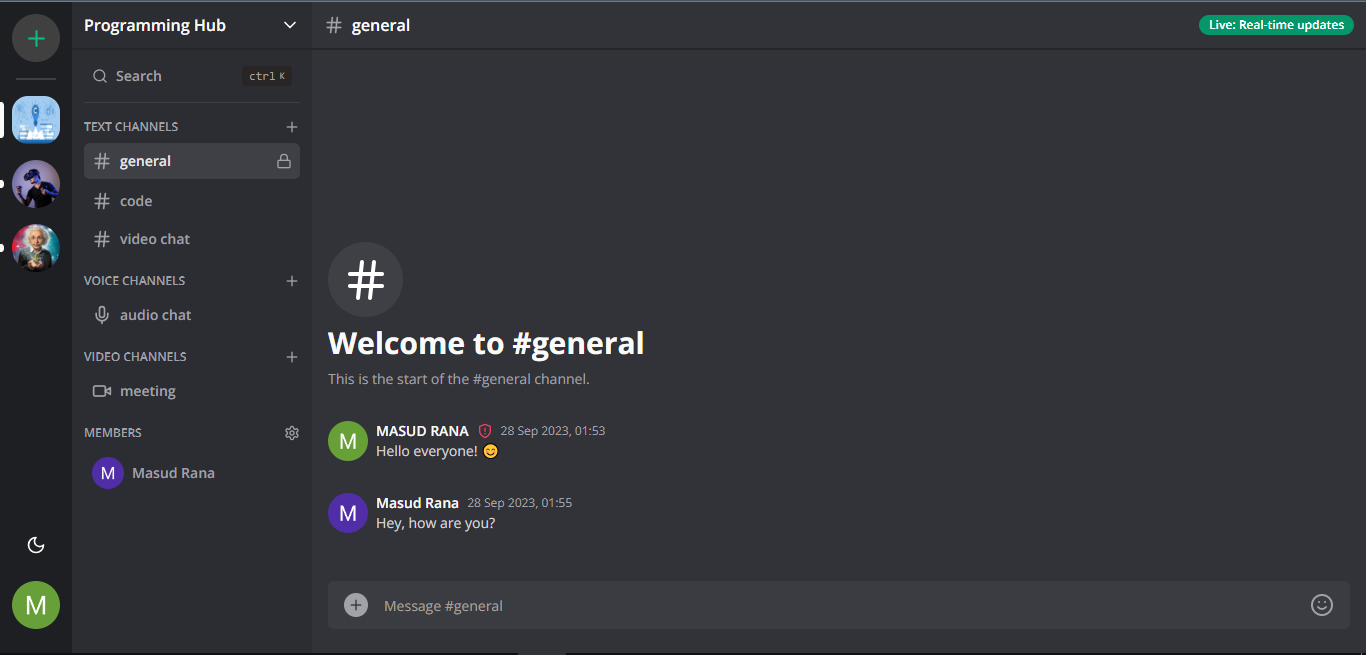 Programming Hub
# general
Live: Real-time updates
Search
ctrl K
TEXT CHANNELS
general
code
video chat
VOICE CHANNELS
audio chat
VIDEO CHANNELS
meeting
MEMBERS
M Masud Rana
M
#
Welcome to #general
This is the start of the #general channel.
M
MASUD RANA 28 Sep 2023, 01:53
Hello everyone! 😊
M
Masud Rana 28 Sep 2023, 01:55
Hey, how are you?
Message #general